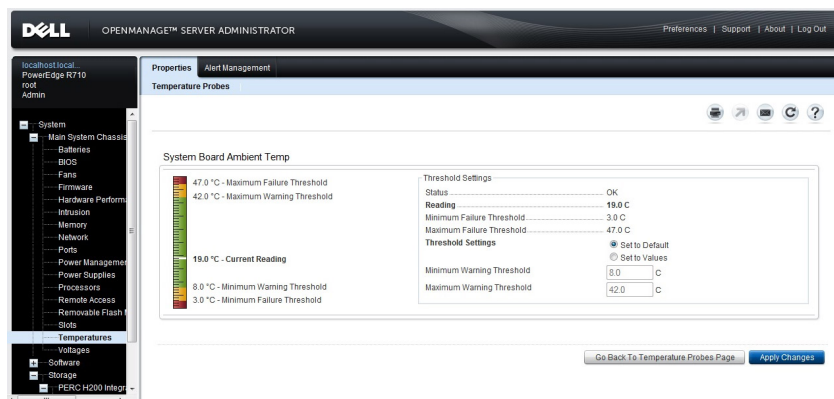 DELL OPENMANAGE™ SERVER ADMINISTRATOR
Preferences | Support | About | Log Out
localhost.local...
PowerEdge R710
root
Admin
Properties Alert Management
Temperature Probes
System
Main System Chassis
Batteries
BIOS
Fans
Firmware
Hardware Performa
Intrusion
Memory
Network
Ports
Power Managemen
Power Supplies
Processors
Remote Access
Removable Flash M
Slots
Temperatures
Voltages
Software
Storage
PERC H200 Integra
System Board Ambient Temp
47.0 °C - Maximum Failure Threshold
42.0 °C - Maximum Warning Threshold
19.0 °C - Current Reading
8.0 °C - Minimum Warning Threshold
3.0 °C - Minimum Failure Threshold
Threshold Settings
Status OK
Reading 19.0 C
Minimum Failure Threshold 3.0 C
Maximum Failure Threshold 47.0 C
Threshold Settings Set to Default
Set to Values
Minimum Warning Threshold 8.0 C
Maximum Warning Threshold 42.0 C
Go Back To Temperature Probes Page Apply Changes